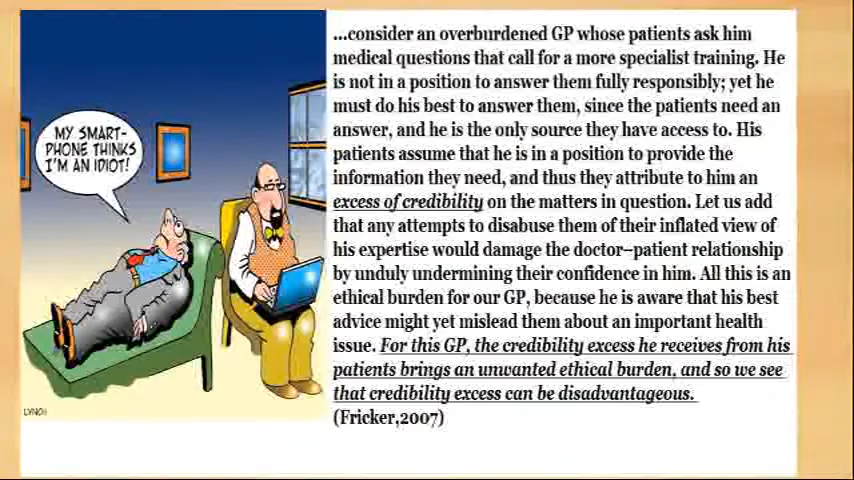 MY SMART-
PHONE THINKS
I'M AN IDIOT!
LYNCH
...consider an overburdened GP whose patients ask him
medical questions that call for a more specialist training. He
is not in a position to answer them fully responsibly; yet he
must do his best to answer them, since the patients need an
answer, and he is the only source they have access to. His
patients assume that he is in a position to provide the
information they need, and thus they attribute to him an
excess of credibility on the matters in question. Let us add
that any attempts to disabuse them of their inflated view of
his expertise would damage the doctor–patient relationship
by unduly undermining their confidence in him. All this is an
ethical burden for our GP, because he is aware that his best
advice might yet mislead them about an important health
issue. For this GP, the credibility excess he receives from his
patients brings an unwanted ethical burden, and so we see
that credibility excess can be disadvantageous.
(Fricker,2007)